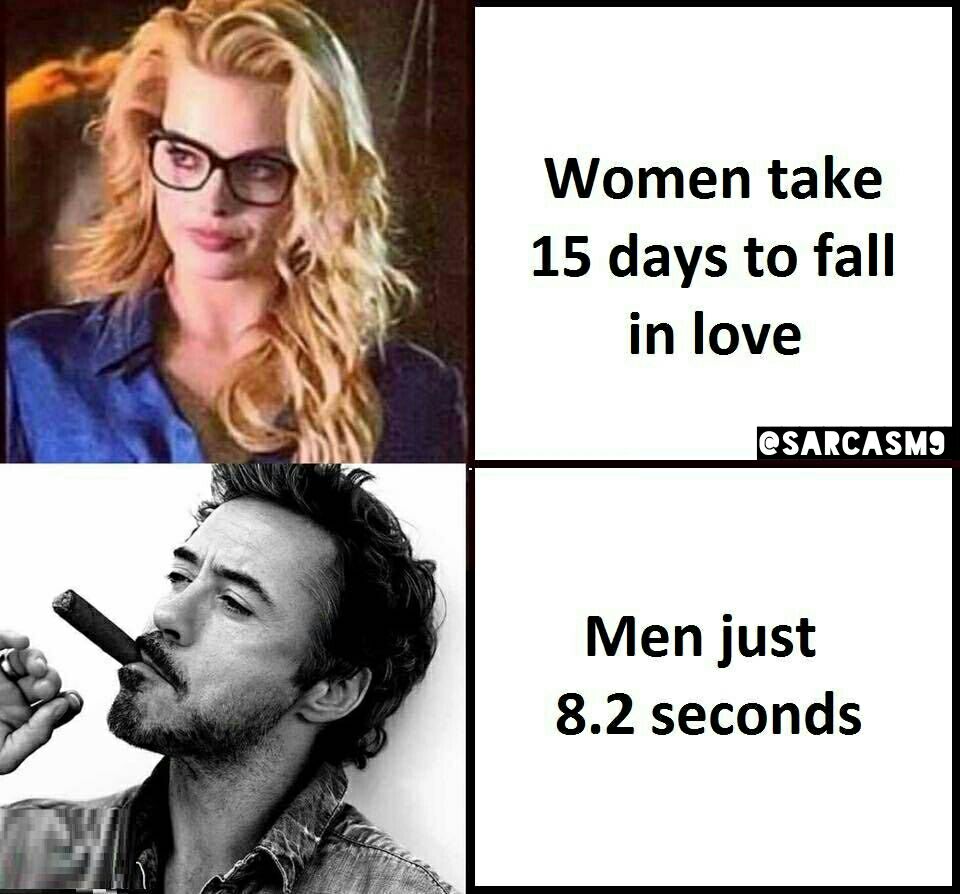 Women take
15 days to fall
in love
@SARCASM9
Men just
8.2 seconds